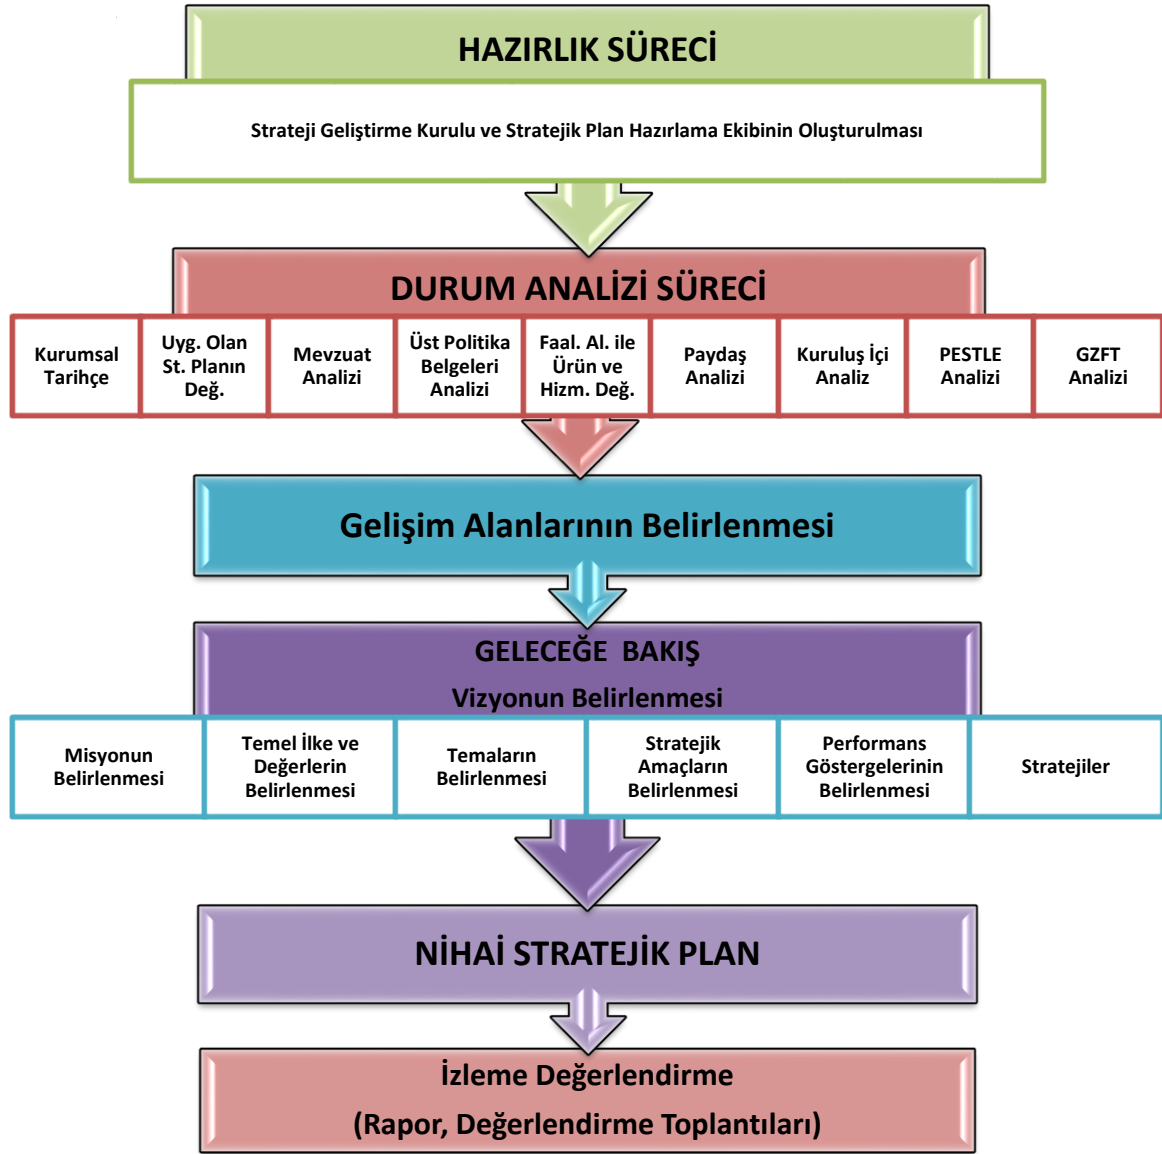 HAZIRLIK SÜRECİ
Strateji Geliştirme Kurulu ve Stratejik Plan Hazırlama Ekibinin Oluşturulması
DURUM ANALİZİ SÜRECİ
Kurumsal
Tarihçe
Uyg. Olan
St. Planın
Değ.
Mevzuat
Analizi
Üst Politika
Belgeleri
Analizi
Faal. Al. ile
Ürün ve
Hizm. Değ.
Paydaş
Analizi
Kuruluş İçi
Analiz
PESTLE
Analizi
GZFT
Analizi
Gelişim Alanlarının Belirlenmesi
GELECEĞE BAKIŞ
Vizyonun Belirlenmesi
Misyonun
Belirlenmesi
Temel İlke ve
Değerlerin
Belirlenmesi
Temaların
Belirlenmesi
Stratejik
Amaçların
Belirlenmesi
Performans
Göstergelerinin
Belirlenmesi
Stratejiler
NİHAİ STRATEJİK PLAN
İzleme Değerlendirme
(Rapor, Değerlendirme Toplantıları)